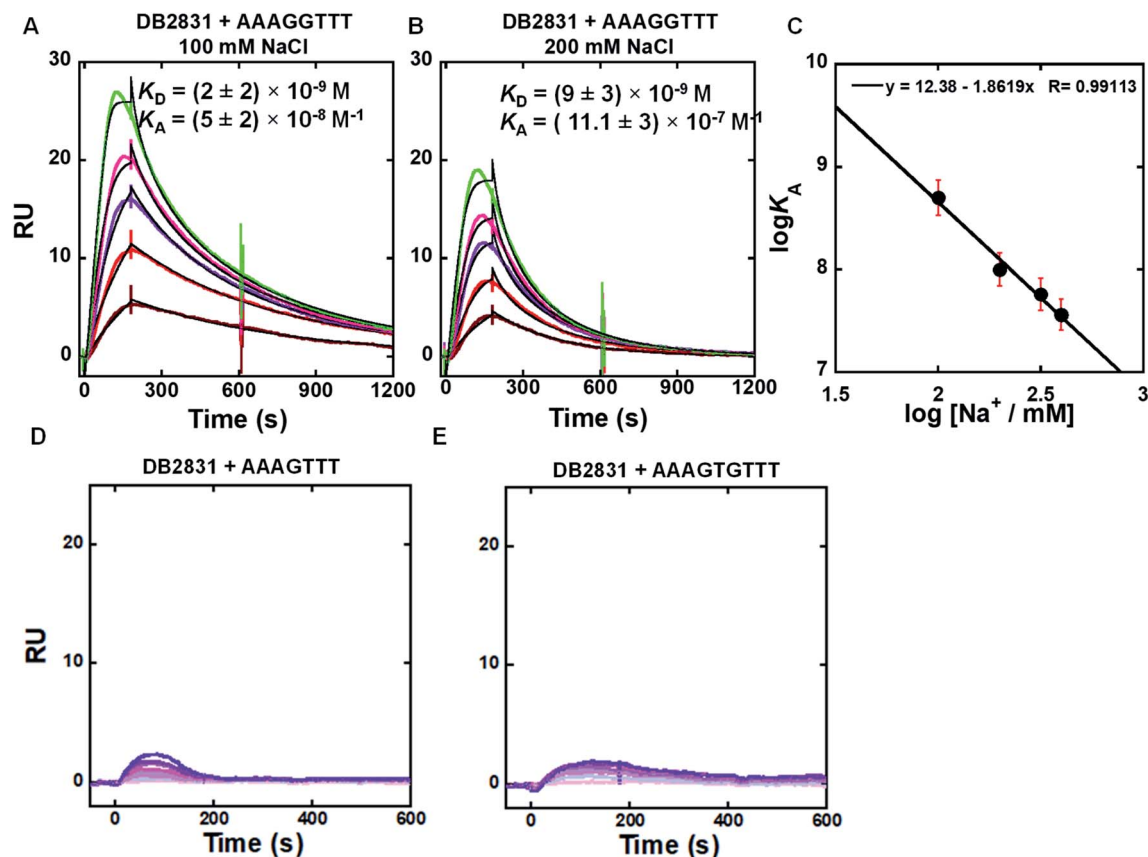 A
DB2831 + AAAGGTTT
100 mM NaCl
K_D = (2 ± 2) × 10⁻⁹ M
K_A = (5 ± 2) × 10⁻⁸ M⁻¹
30
20
10
0
RU
0 300 600 900 1200
Time (s)
B
DB2831 + AAAGGTTT
200 mM NaCl
K_D = (9 ± 3) × 10⁻⁹ M
K_A = ( 11.1 ± 3) × 10⁻⁷ M⁻¹
0 300 600 900 1200
Time (s)
C
y = 12.38 - 1.8619x R= 0.99113
10
9
8
7
logK_A
1.5 2 2.5 3
log [Na⁺ / mM]
D
DB2831 + AAAGTTT
20
10
0
RU
0 200 400 600
Time (s)
E
DB2831 + AAAGTGTTT
20
10
0
0 200 400 600
Time (s)